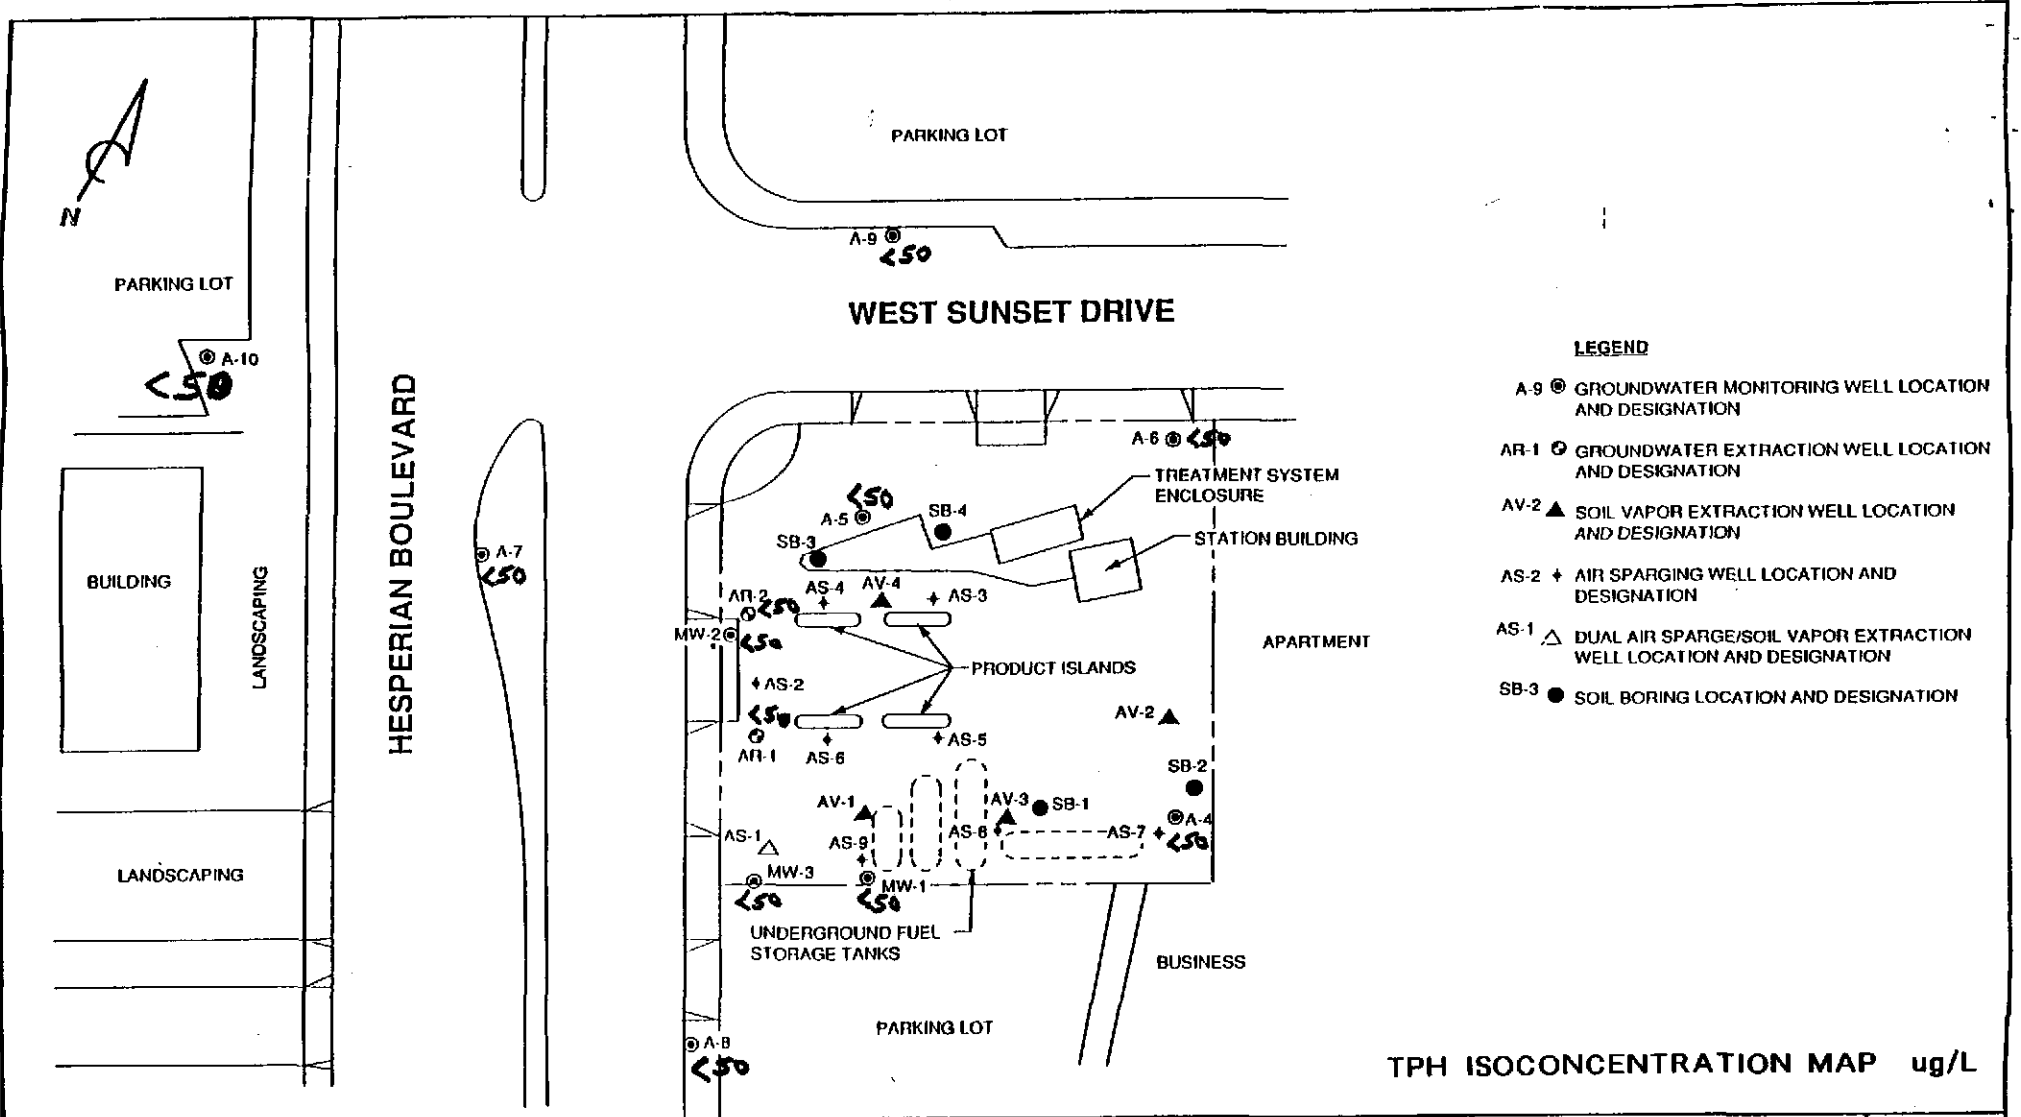 PARKING LOT
N
A-9
<50
PARKING LOT
WEST SUNSET DRIVE
A-10
<50
HESPERIAN BOULEVARD
BUILDING
LANDSCAPING
LANDSCAPING
A-7
<50
A-6 <50
TREATMENT SYSTEM
ENCLOSURE
<50
A-5
SB-4
SB-3
STATION BUILDING
AS-4
AV-4
AS-3
AR-2
<50
MW-2
<50
PRODUCT ISLANDS
APARTMENT
AS-2
<50
AR-1
AS-6
AS-5
AV-2
SB-2
AV-1
AV-3
SB-1
AS-1
AS-9
AS-8
AS-7
A-4
<50
MW-3
<50
MW-1
<50
UNDERGROUND FUEL
STORAGE TANKS
BUSINESS
PARKING LOT
A-8
<50
LEGEND
A-9 GROUNDWATER MONITORING WELL LOCATION
AND DESIGNATION
AR-1 GROUNDWATER EXTRACTION WELL LOCATION
AND DESIGNATION
AV-2 SOIL VAPOR EXTRACTION WELL LOCATION
AND DESIGNATION
AS-2 AIR SPARGING WELL LOCATION AND
DESIGNATION
AS-1 DUAL AIR SPARGE/SOIL VAPOR EXTRACTION
WELL LOCATION AND DESIGNATION
SB-3 SOIL BORING LOCATION AND DESIGNATION
TPH ISOCONCENTRATION MAP ug/L